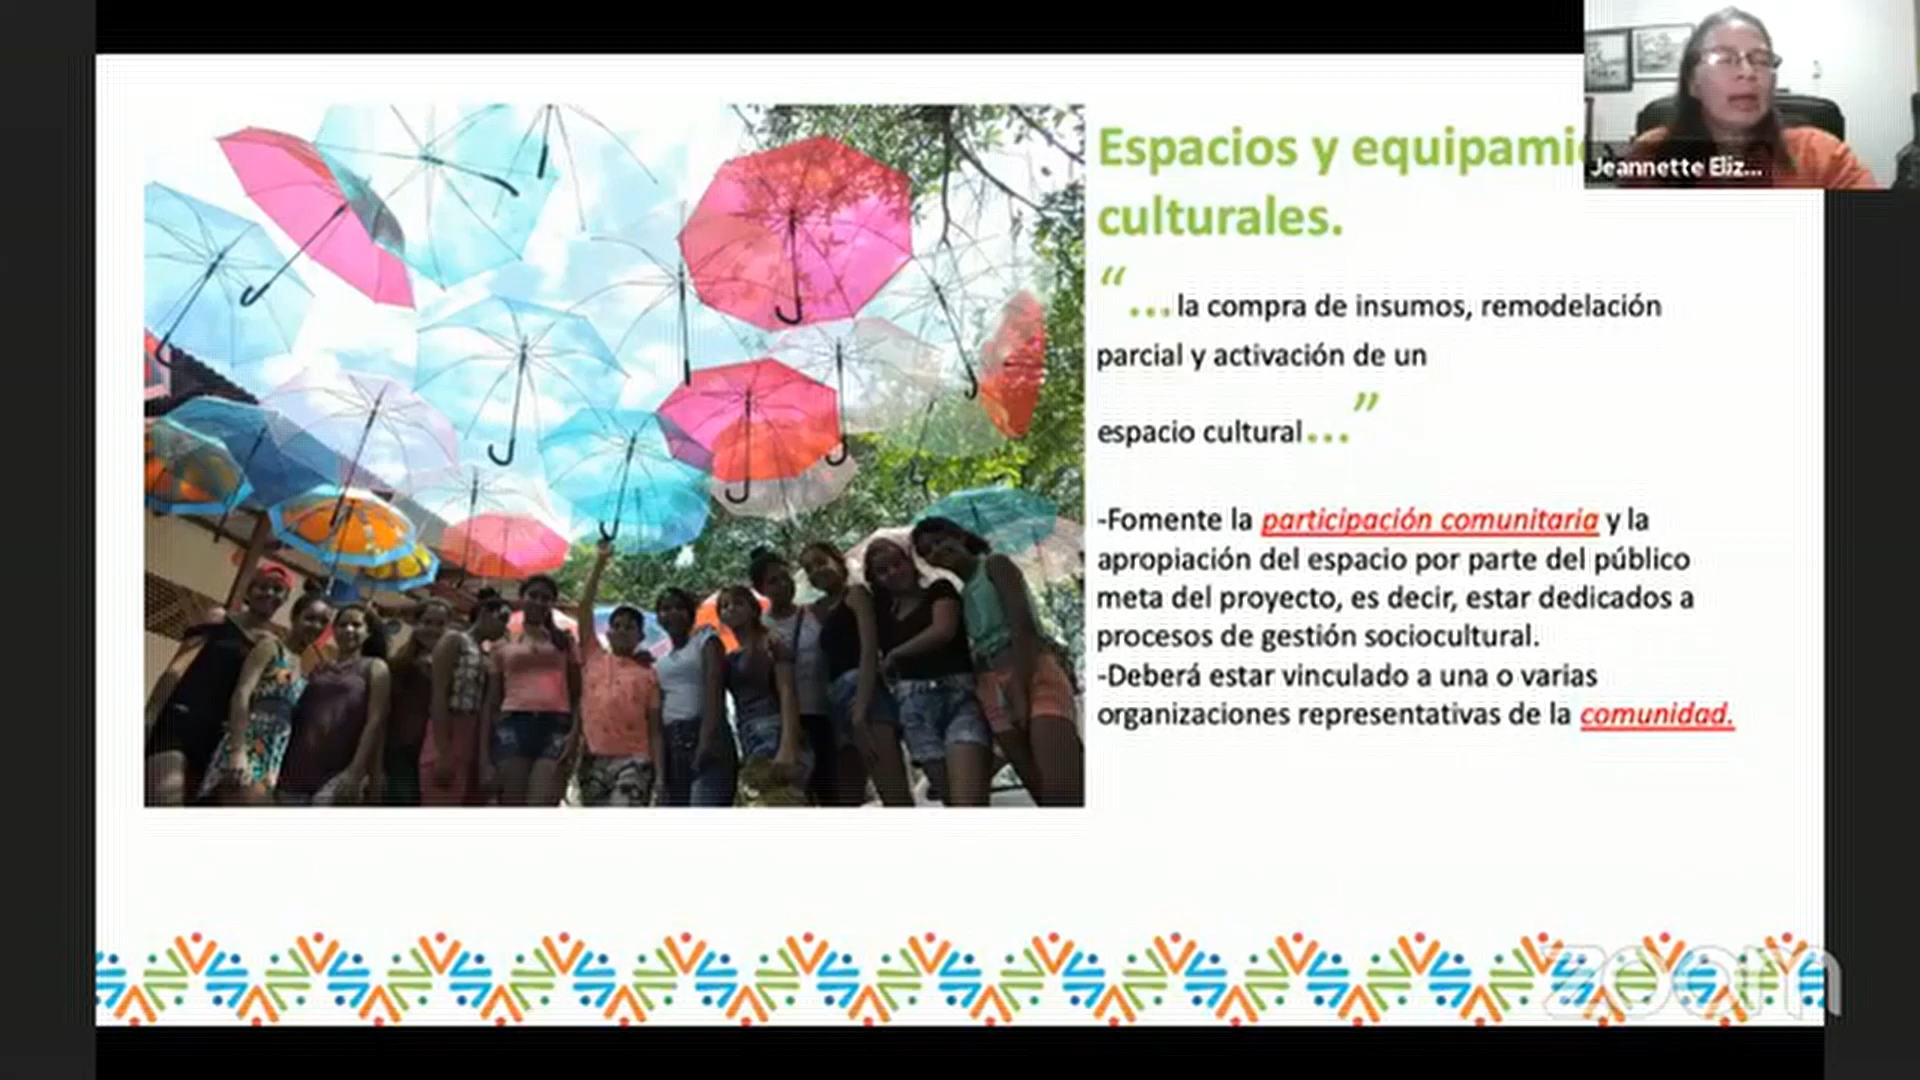 Espacios y equipami
culturales.
“...la compra de insumos, remodelación
parcial y activación de un
espacio cultural...”
-Fomente la participación comunitaria y la
apropiación del espacio por parte del público
meta del proyecto, es decir, estar dedicados a
procesos de gestión sociocultural.
-Deberá estar vinculado a una o varias
organizaciones representativas de la comunidad.
Jeannette Eliz...
zoom